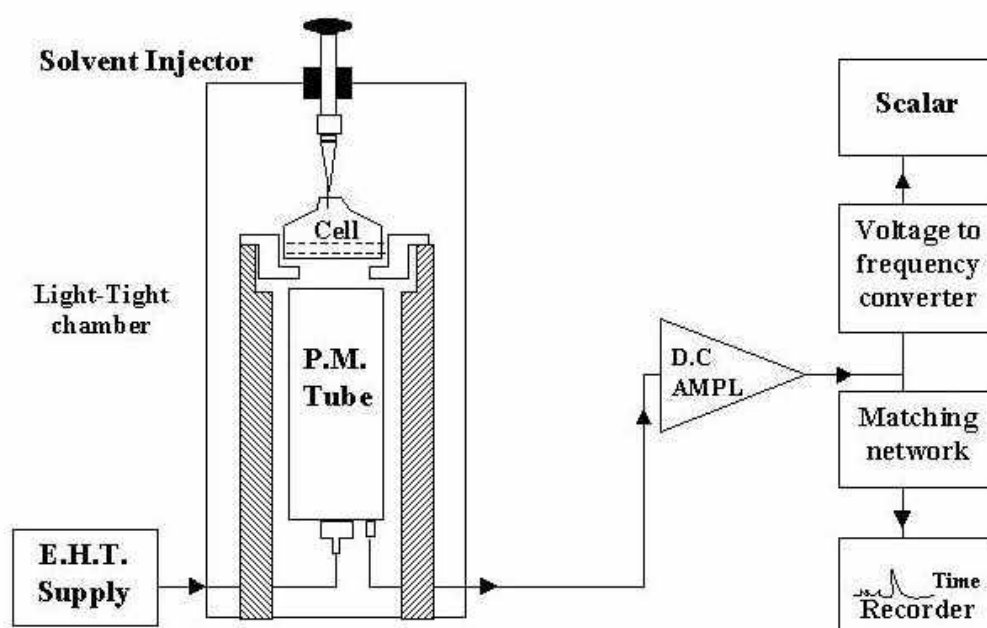 Solvent Injector
Scalar
Cell
Voltage to
frequency
converter
Light-Tight
chamber
P.M.
Tube
D.C
AMPL
Matching
network
E.H.T.
Supply
Time
Recorder